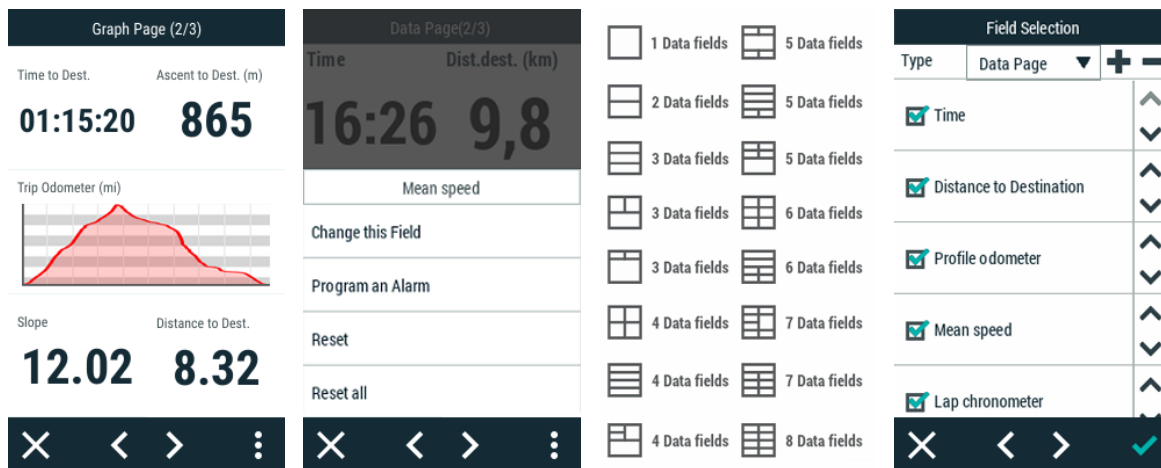 Graph Page (2/3)
Time to Dest. Ascent to Dest. (m)
01:15:20 865
Trip Odometer (mi)
Slope Distance to Dest.
12.02 8.32
Data Page(2/3)
Time Dist.dest. (km)
16:26 9,8
Mean speed
Change this Field
Program an Alarm
Reset
Reset all
1 Data fields 5 Data fields
2 Data fields 5 Data fields
3 Data fields 5 Data fields
3 Data fields 6 Data fields
3 Data fields 6 Data fields
4 Data fields 7 Data fields
4 Data fields 7 Data fields
4 Data fields 8 Data fields
Field Selection
Type Data Page
Time
Distance to Destination
Profile odometer
Mean speed
Lap chronometer